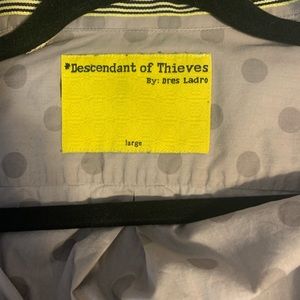 #Descendant of Thieves
By: Dres Ladro
large